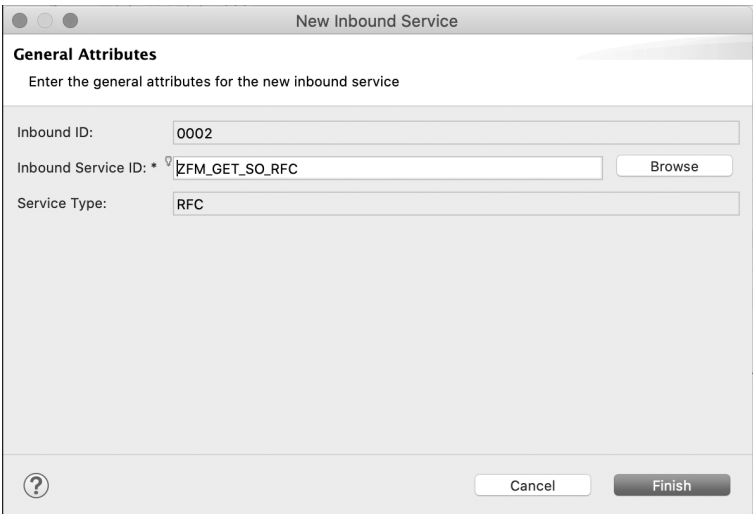 New Inbound Service
General Attributes
Enter the general attributes for the new inbound service
Inbound ID: 0002
Inbound Service ID: * ZFM_GET_SO_RFC Browse
Service Type: RFC
? Cancel Finish